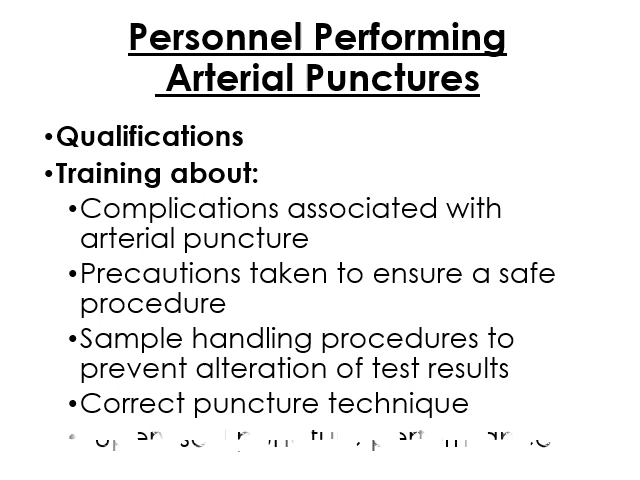 Personnel Performing
Arterial Punctures
•Qualifications
•Training about:
•Complications associated with
arterial puncture
•Precautions taken to ensure a safe
procedure
•Sample handling procedures to
prevent alteration of test results
•Correct puncture technique